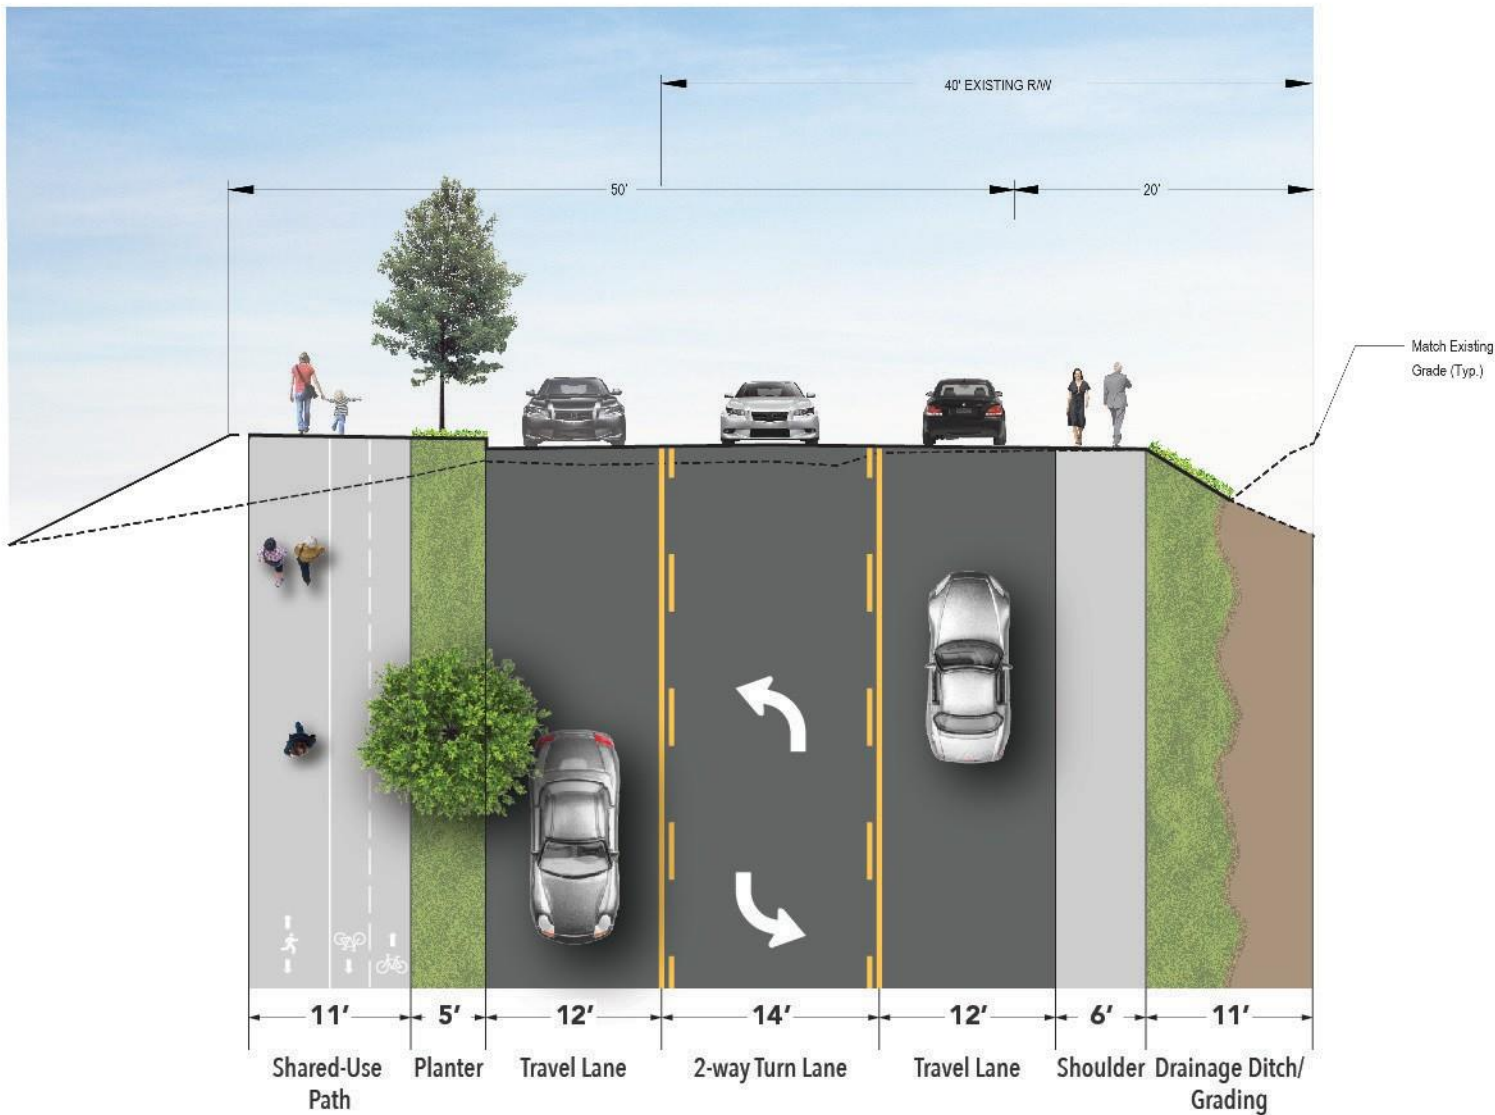 40' EXISTING R/W
50'
20'
Match Existing
Grade (Typ.)
11' 5' 12' 14' 12' 6' 11'
Shared-Use Planter Travel Lane 2-way Turn Lane Travel Lane Shoulder Drainage Ditch/
Path Grading